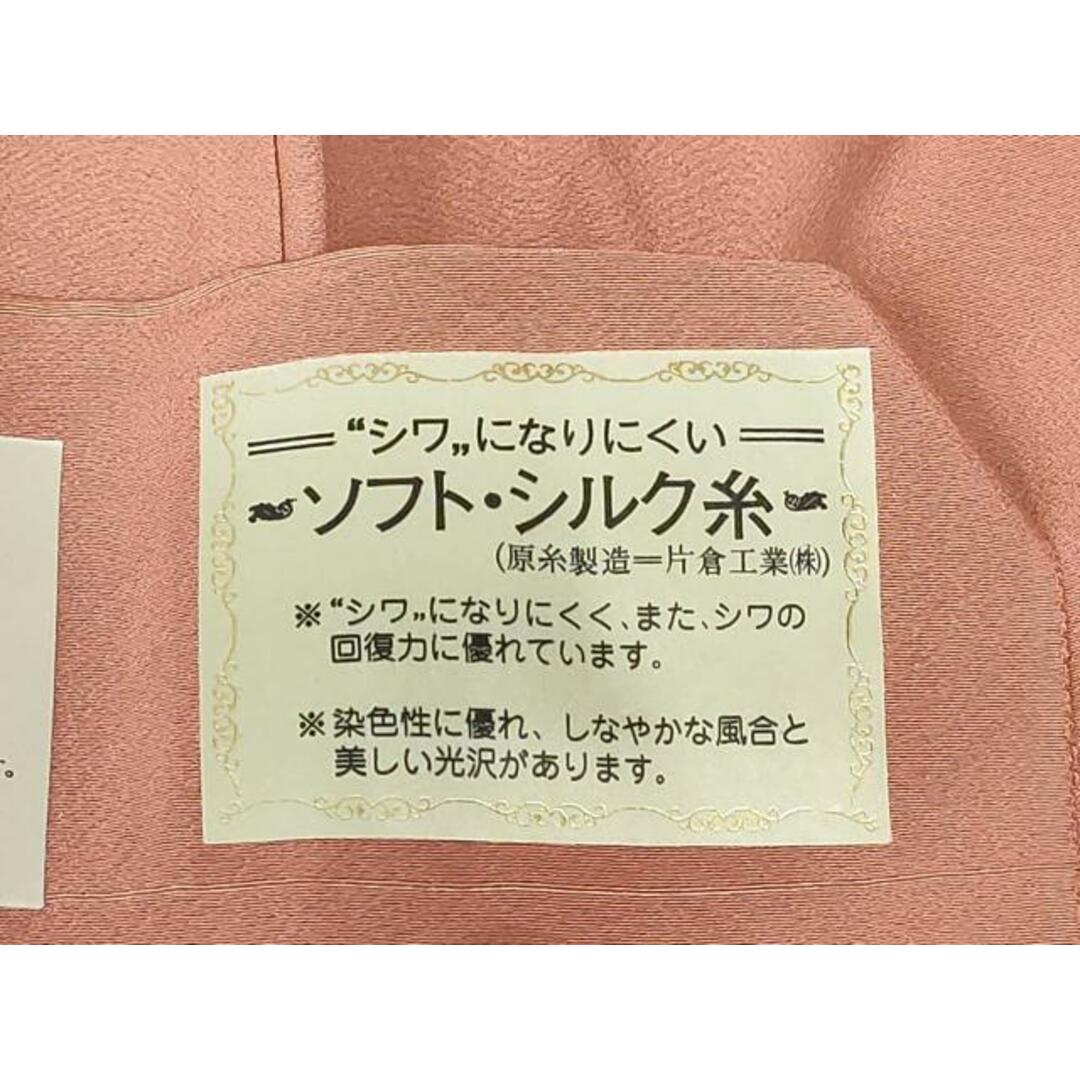 “シワ„になりにくい
ソフト・シルク糸
(原糸製造＝片倉工業㈱)
※“シワ„になりにくく、また、シワの
回復力に優れています。
※染色性に優れ、しなやかな風合と
美しい光沢があります。
す。